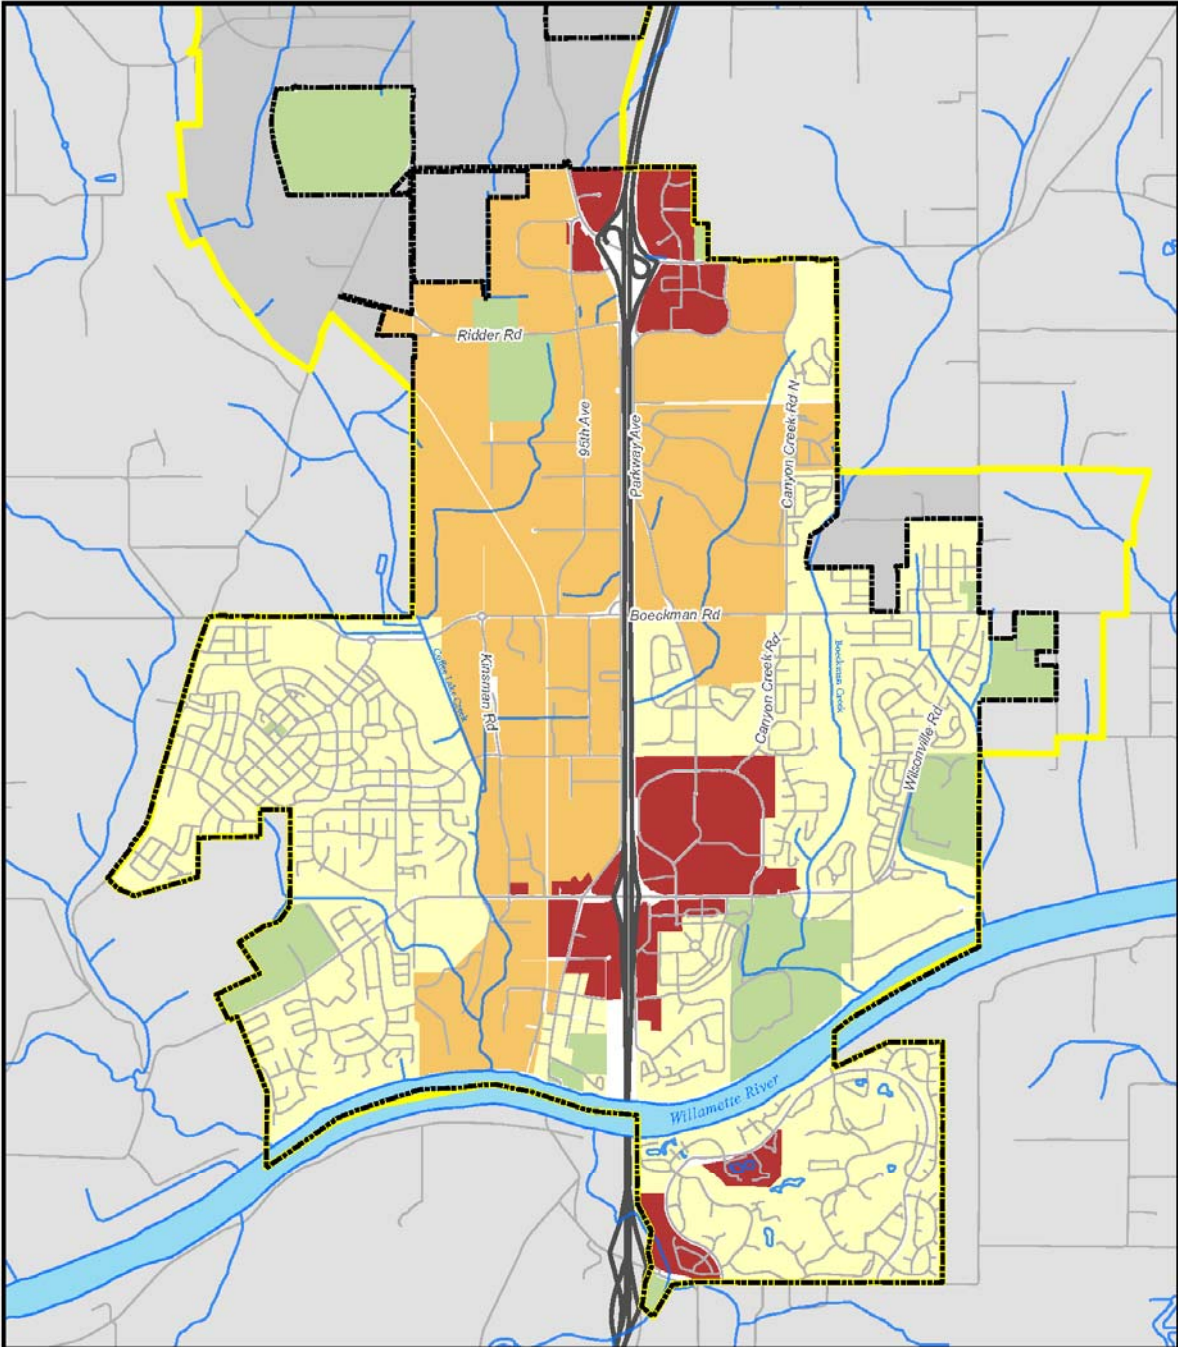 Ridder Rd
95th Ave
Parkway Ave
Canyon Creek Rd N
Boeckman Rd
Kinsman Rd
Coffee Lake Creek
Canyon Creek Rd
Boeckman Creek
Wilsonville Rd
Willamette River